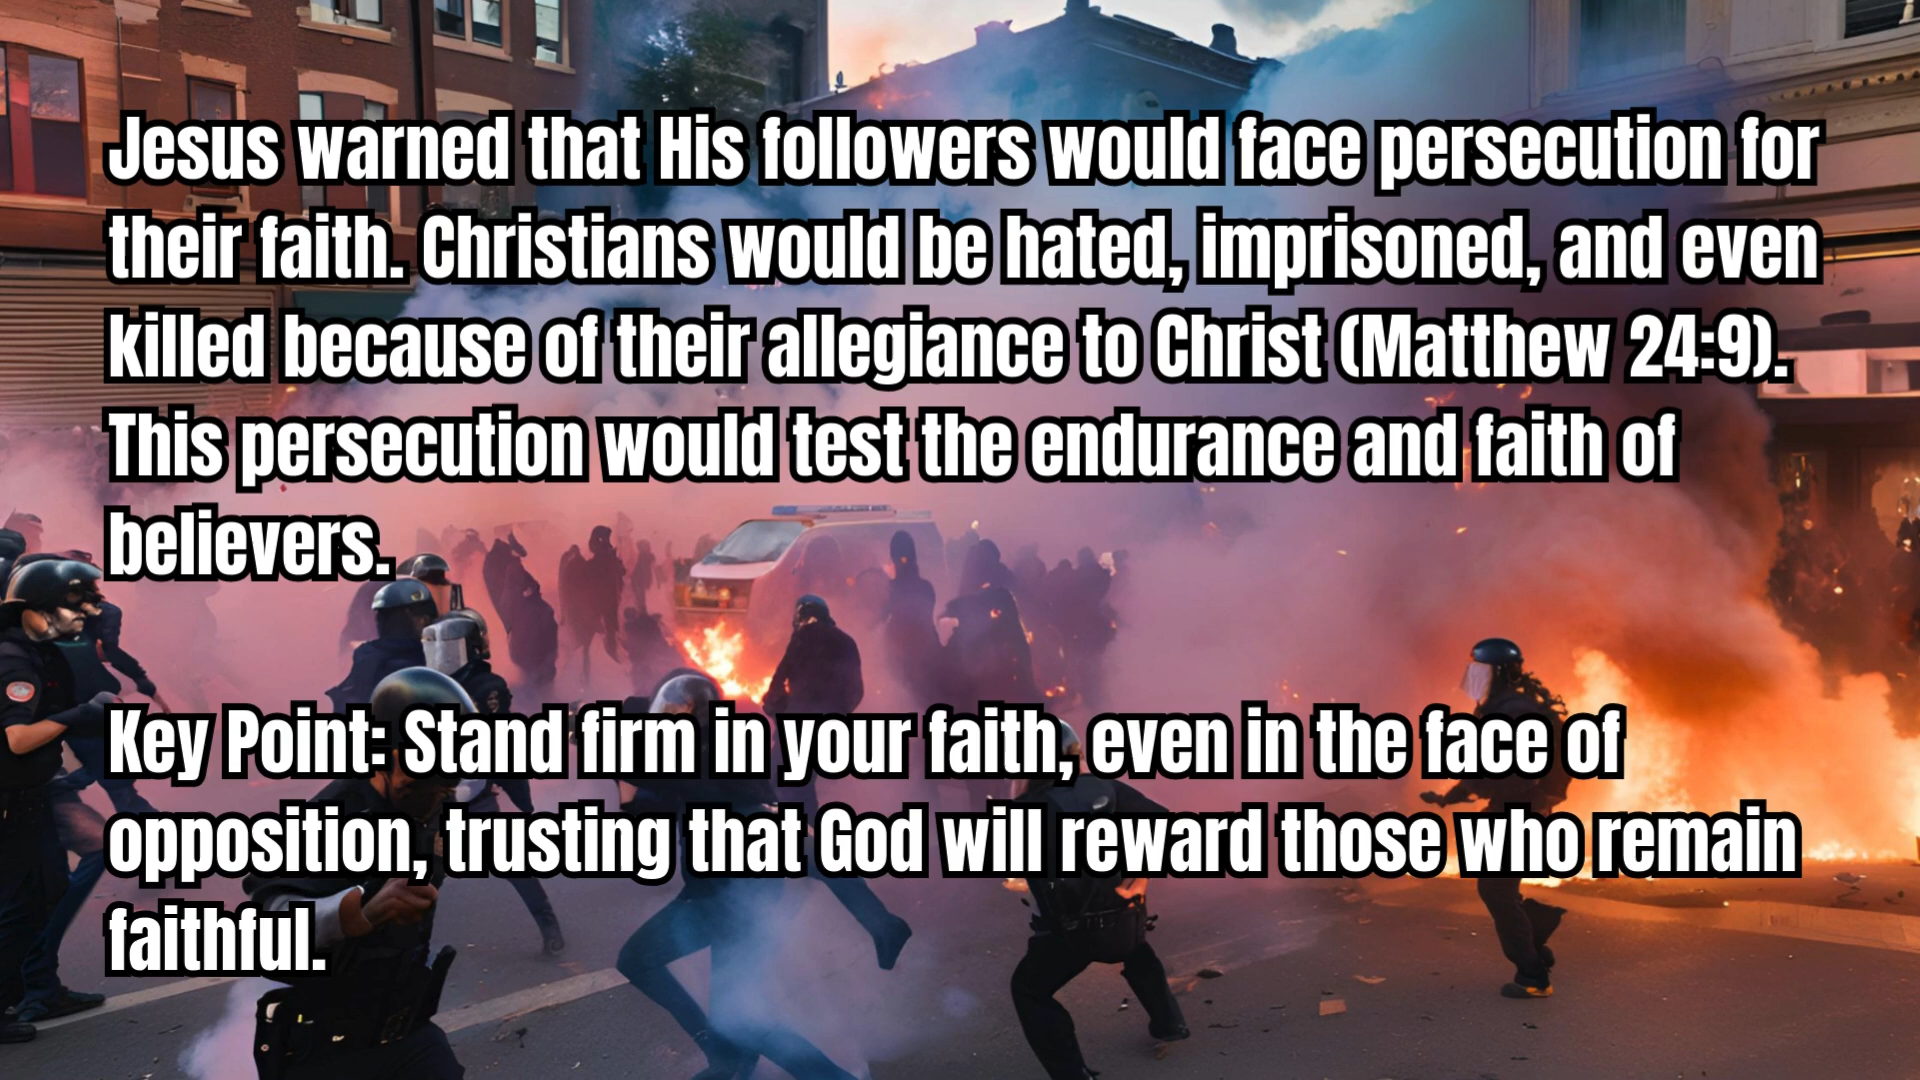 Jesus warned that His followers would face persecution for
their faith. Christians would be hated, imprisoned, and even
killed because of their allegiance to Christ (Matthew 24:9).
This persecution would test the endurance and faith of
believers.
Key Point: Stand firm in your faith, even in the face of
opposition, trusting that God will reward those who remain
faithful.